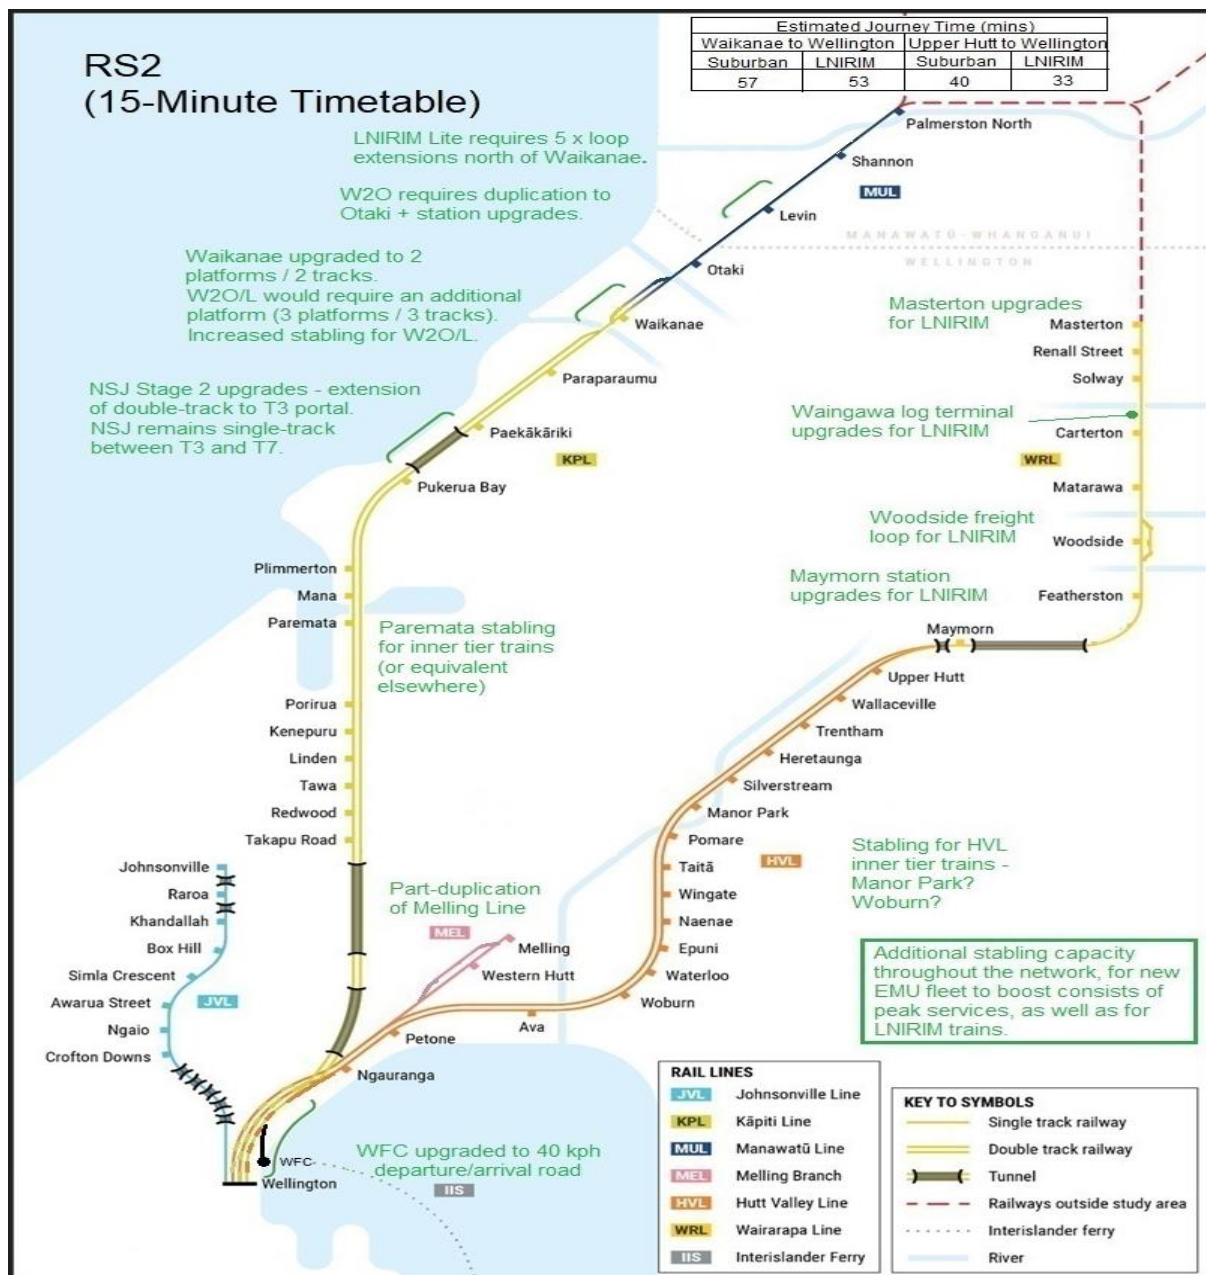 RS2
(15-Minute Timetable)
Estimated Journey Time (mins)
Waikanae to Wellington Upper Hutt to Wellington
Suburban LNIRIM Suburban LNIRIM
57 53 40 33
LNIRIM Lite requires 5 x loop
extensions north of Waikanae.
W2O requires duplication to
Otaki + station upgrades.
Waikanae upgraded to 2
platforms / 2 tracks.
W2O/L would require an additional
platform (3 platforms / 3 tracks).
Increased stabling for W2O/L.
NSJ Stage 2 upgrades - extension
of double-track to T3 portal.
NSJ remains single-track
between T3 and T7.
Palmerston North
Shannon
MUL
Levin
MANAWATŪ-WHANGANUI
WELLINGTON
Otaki
Waikanae
Paraparaumu
Paekākāriki
KPL
Pukerua Bay
Plimmerton
Mana
Paremata
Paremata stabling
for inner tier trains
(or equivalent
elsewhere)
Porirua
Kenepuru
Linden
Tawa
Redwood
Takapu Road
Masterton upgrades
for LNIRIM
Masterton
Renall Street
Solway
Waingawa log terminal
upgrades for LNIRIM
Carterton
WRL
Matarawa
Woodside freight
loop for LNIRIM
Woodside
Maymorn station
upgrades for LNIRIM
Featherston
Maymorn
Upper Hutt
Wallaceville
Trentham
Heretaunga
Silverstream
Manor Park
Pomare
HVL
Taitā
Wingate
Naenae
Epuni
Waterloo
Woburn
Ava
Stabling for HVL
inner tier trains -
Manor Park?
Woburn?
Part-duplication
of Melling Line
MEL
Melling
Western Hutt
Petone
Ngauranga
Johnsonville
Raroa
Khandallah
Box Hill
Simla Crescent
Awarua Street
JVL
Ngaio
Crofton Downs
Additional stabling capacity
throughout the network, for new
EMU fleet to boost consists of
peak services, as well as for
LNIRIM trains.
WFC upgraded to 40 kph
departure/arrival road
WFC
Wellington
IIS
RAIL LINES
JVL Johnsonville Line
KPL Kāpiti Line
MUL Manawatū Line
MEL Melling Branch
HVL Hutt Valley Line
WRL Wairarapa Line
IIS Interislander Ferry
KEY TO SYMBOLS
Single track railway
Double track railway
Tunnel
Railways outside study area
Interislander ferry
River